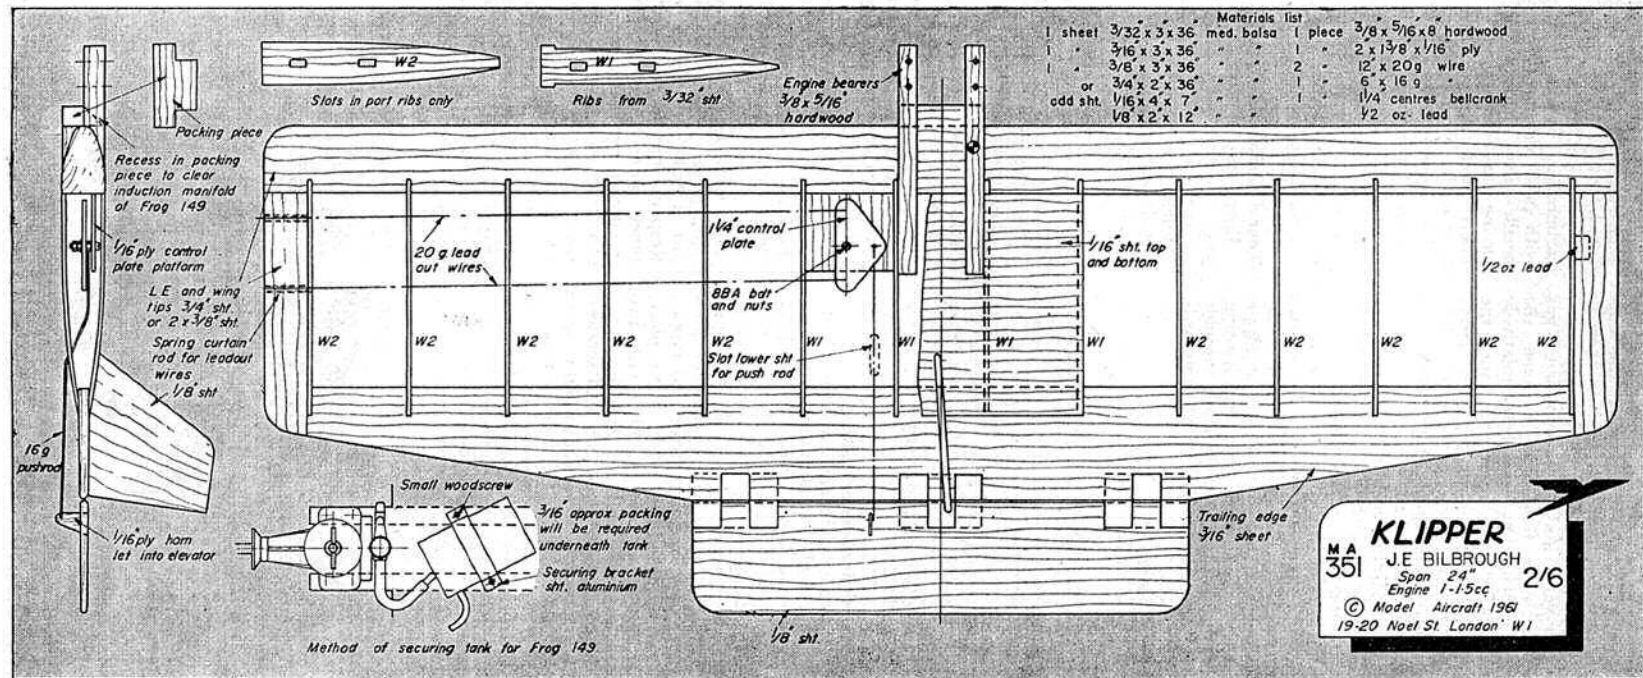 Materials list
1 sheet 3/32" x 3" x 36" med. balsa 1 piece 3/8" x 5/16" x 8" hardwood
1 " 3/16" x 3" x 36" " " 1 " 2" x 1 3/8" x 1/16" ply
1 " 3/8" x 3" x 36" " " 2 " 12" x 20 g wire
or 3/4" x 2" x 36" " " 1 " 6" x 16 g "
odd sht. 1/16" x 4" x 7" " " 1 " 1 1/4" centres bellcrank
1/8" x 2" x 12" " " 1/2 oz- lead
W2
Slots in port ribs only
W1
Ribs from 3/32" sht
Engine bearers
3/8" x 5/16"
hardwood
Packing piece
Recess in packing
piece to clear
induction manifold
of Frog 149
1/16" ply control
plate platform
L E and wing
tips 3/4" sht.
or 2 x 3/8" sht.
Spring curtain
rod for leadout
wires
1/8" sht
16 g
pushrod
1/16" ply horn
let into elevator
20 g. lead
out wires
1 1/4" control
plate
8BA bolt
and nuts
Slot lower sht
for push rod
1/16" sht. top
and bottom
1/2 oz lead
W2
W2
W2
W2
W2
W1
W1
W1
W1
W2
W2
W2
W2
W2
Small woodscrew
3/16" approx packing
will be required
underneath tank
Securing bracket
sht. aluminium
Method of securing tank for Frog 149
1/8" sht.
Trailing edge
3/16" sheet
KLIPPER
MA
351
J.E BILBROUGH
Span 24"
Engine 1-1·5cc
2/6
© Model Aircraft 1961
19-20 Noel St. London W1